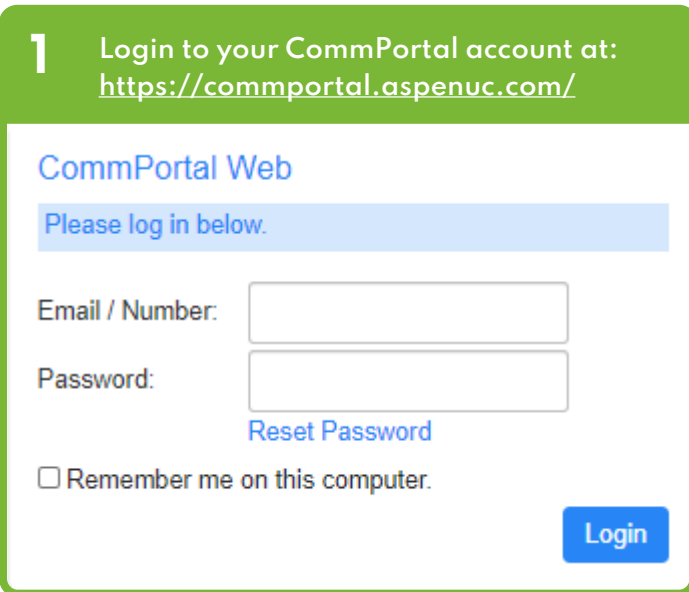 1
Login to your CommPortal account at:
https://commportal.aspenuc.com/
CommPortal Web
Please log in below.
Email / Number:
Password:
Reset Password
Remember me on this computer.
Login